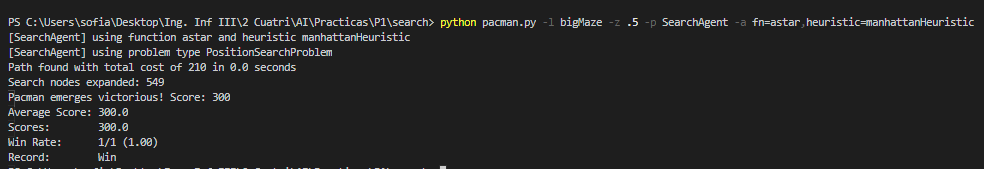 PS C:\Users\sofia\Desktop\Ing. Inf III\2 Cuatri\AI\Practicas\P1\search> python pacman.py -l bigMaze -z .5 -p SearchAgent -a fn=astar,heuristic=manhattanHeuristic
[SearchAgent] using function astar and heuristic manhattanHeuristic
[SearchAgent] using problem type PositionSearchProblem
Path found with total cost of 210 in 0.0 seconds
Search nodes expanded: 549
Pacman emerges victorious! Score: 300
Average Score: 300.0
Scores:        300.0
Win Rate:      1/1 (1.00)
Record:        Win